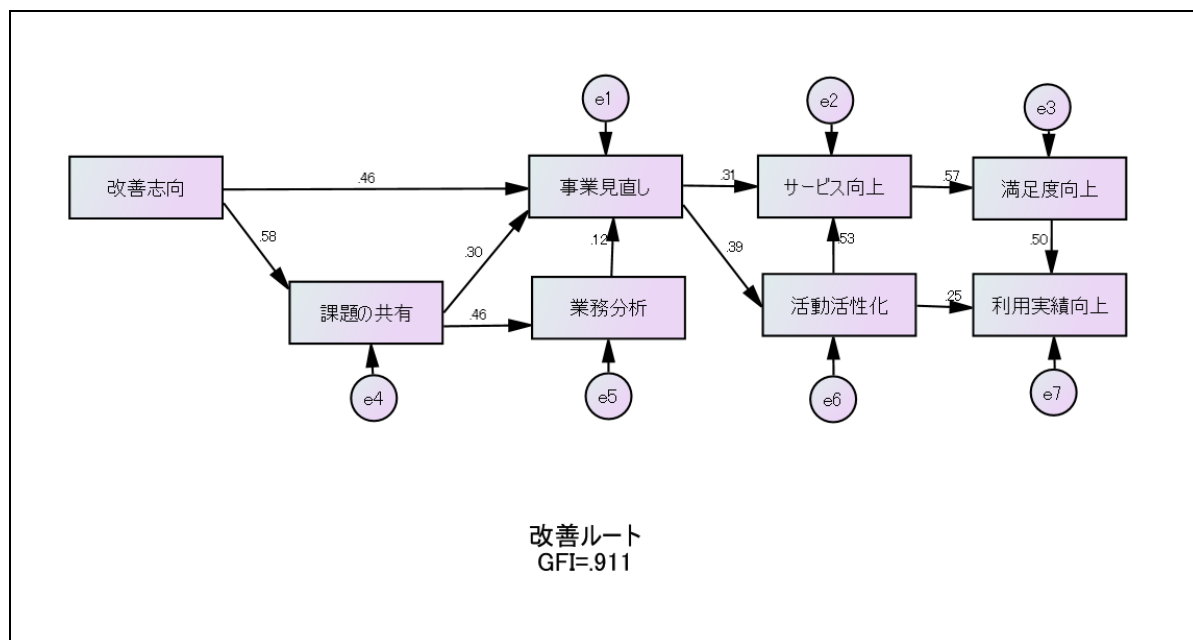 e1
e2
e3
改善志向
.46
事業見直し
.31
サービス向上
.57
満足度向上
.58
.30
.12
.39
.53
.50
課題の共有
.46
業務分析
活動活性化
.25
利用実績向上
e4
e5
e6
e7
改善ルート
GFI=.911